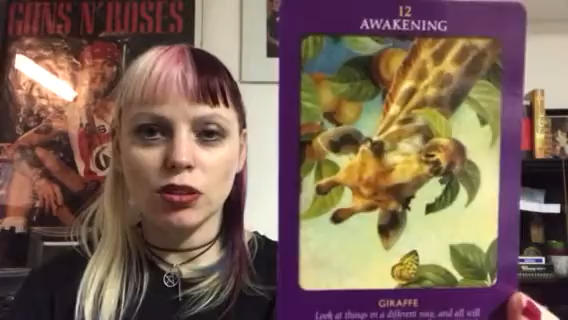 GUNS N' ROSES
12
AWAKENING
GIRAFFE
Look at things in a different way, and all will